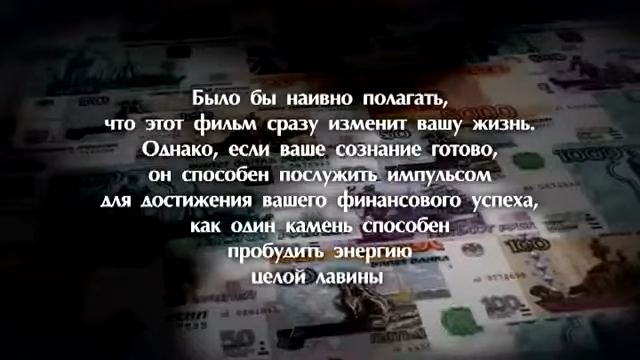 Было бы наивно полагать,
что этот фильм сразу изменит вашу жизнь.
Однако, если ваше сознание готово,
он способен послужить импульсом
для достижения вашего финансового успеха,
как один камень способен
пробудить энергию
целой лавины